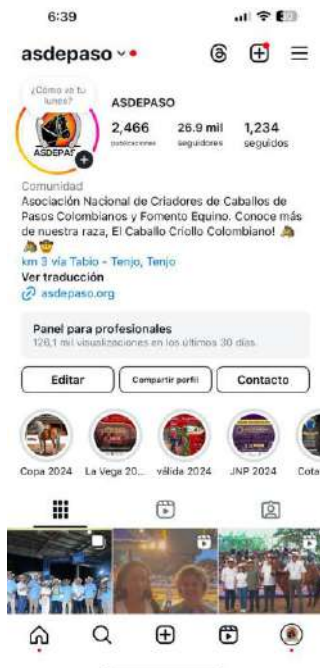 6:39
asdepaso
¿Cómo va tu
lunes?
ASDEPASO
2,466 26.9 mil 1,234
publicaciones seguidores seguidos
Comunidad
Asociación Nacional de Criadores de Caballos de
Pasos Colombianos y Fomento Equino. Conoce más
de nuestra raza, El Caballo Criollo Colombiano! 🐴
🐴🤠
km 3 vía Tabio - Tenjo, Tenjo
Ver traducción
asdepaso.org
Panel para profesionales
126,1 mil visualizaciones en los últimos 30 días.
Editar Compartir perfil Contacto
Copa 2024 La Vega 20... válida 2024 JNP 2024 Cota